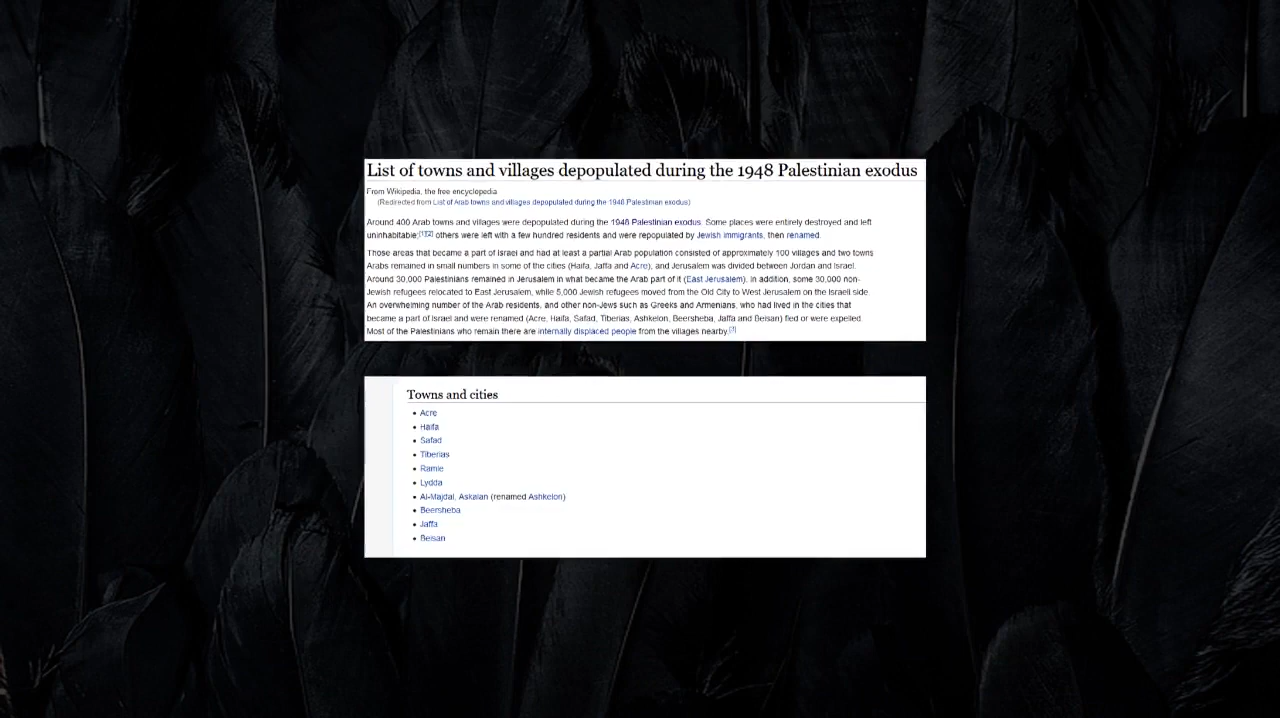 List of towns and villages depopulated during the 1948 Palestinian exodus
From Wikipedia, the free encyclopedia
(Redirected from List of Arab towns and villages depopulated during the 1948 Palestinian exodus)
Around 400 Arab towns and villages were depopulated during the 1948 Palestinian exodus. Some places were entirely destroyed and left
uninhabitable;[1][2] others were left with a few hundred residents and were repopulated by Jewish immigrants, then renamed.
Those areas that became a part of Israel and had at least a partial Arab population consisted of approximately 100 villages and two towns
Arabs remained in small numbers in some of the cities (Haifa, Jaffa and Acre), and Jerusalem was divided between Jordan and Israel.
Around 30,000 Palestinians remained in Jerusalem in what became the Arab part of it (East Jerusalem). In addition, some 30,000 non-
Jewish refugees relocated to East Jerusalem, while 5,000 Jewish refugees moved from the Old City to West Jerusalem on the Israeli side.
An overwhelming number of the Arab residents, and other non-Jews such as Greeks and Armenians, who had lived in the cities that
became a part of Israel and were renamed (Acre, Haifa, Safad, Tiberias, Ashkelon, Beersheba, Jaffa and Beisan) fled or were expelled.
Most of the Palestinians who remain there are internally displaced people from the villages nearby.[3]
Towns and cities
• Acre
• Haifa
• Safad
• Tiberias
• Ramle
• Lydda
• Al-Majdal, Askalan (renamed Ashkelon)
• Beersheba
• Jaffa
• Beisan